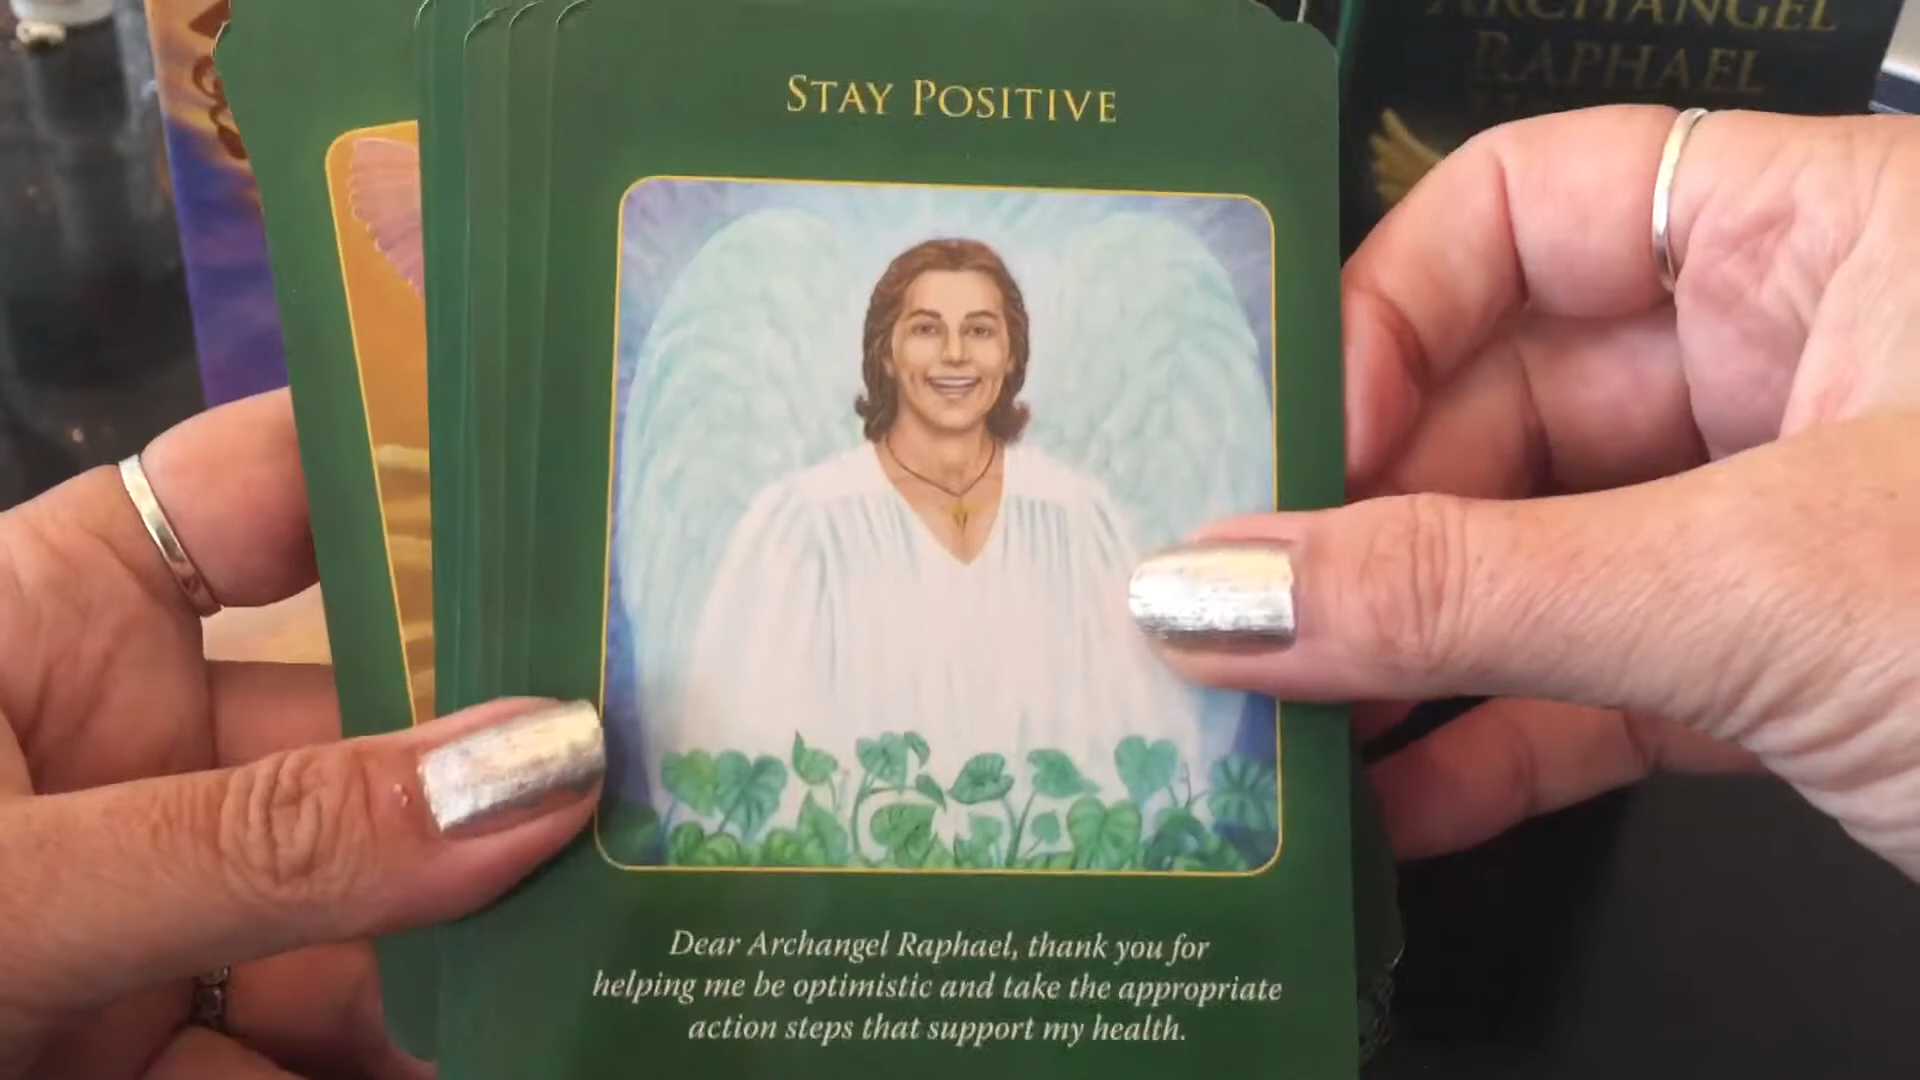 ARCHANGEL
RAPHAEL
STAY POSITIVE
Dear Archangel Raphael, thank you for
helping me be optimistic and take the appropriate
action steps that support my health.